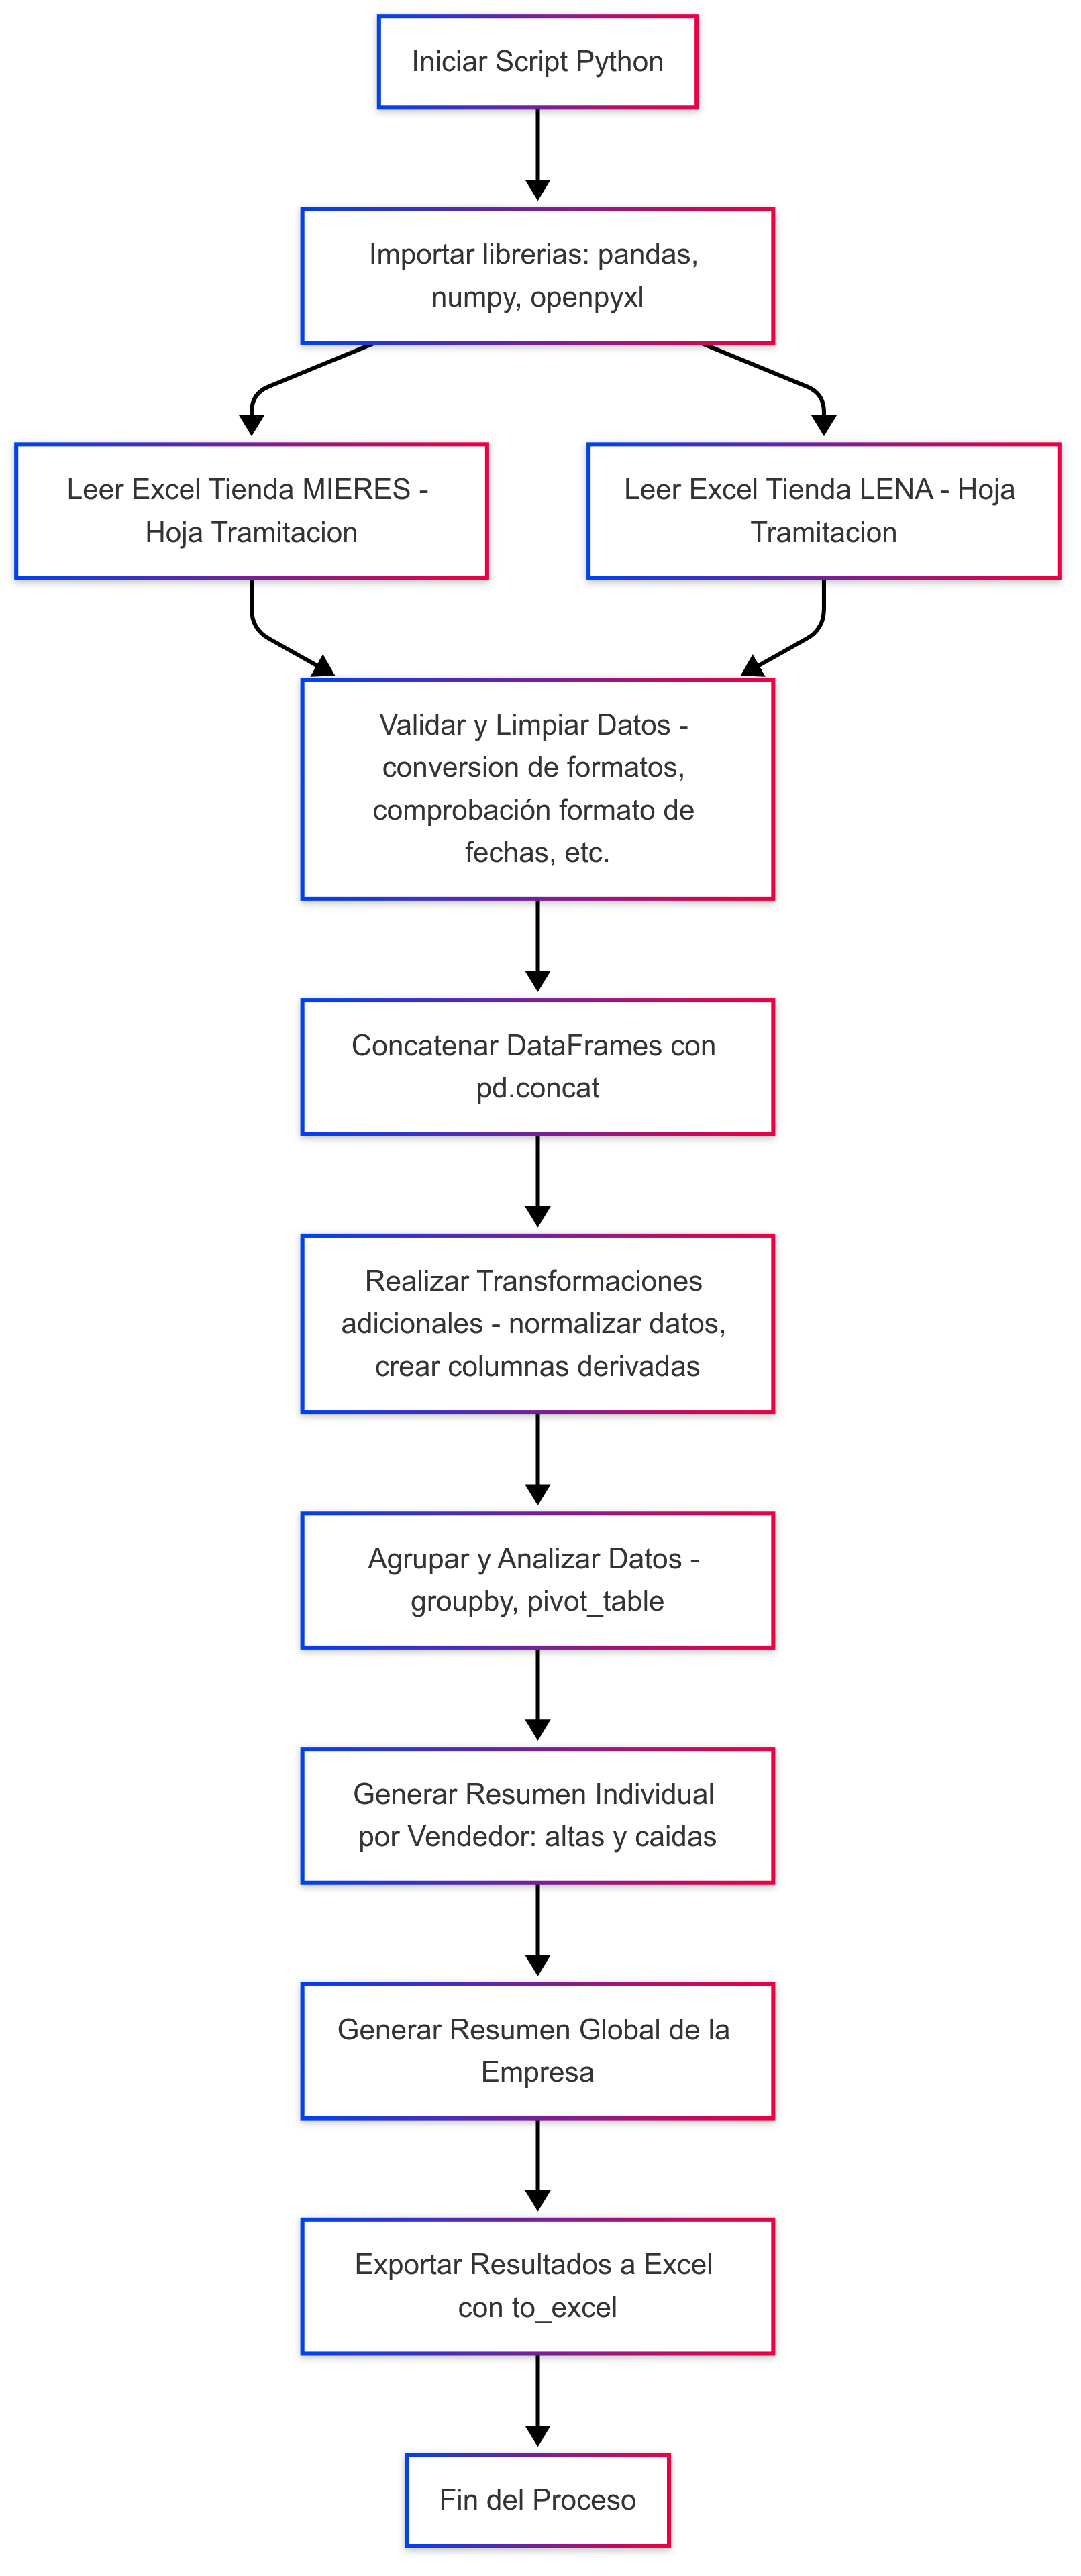 Iniciar Script Python
Importar librerias: pandas,
numpy, openpyxl
Leer Excel Tienda MIERES -
Hoja Tramitacion
Leer Excel Tienda LENA - Hoja
Tramitacion
Validar y Limpiar Datos -
conversion de formatos,
comprobación formato de
fechas, etc.
Concatenar DataFrames con
pd.concat
Realizar Transformaciones
adicionales - normalizar datos,
crear columnas derivadas
Agrupar y Analizar Datos -
groupby, pivot_table
Generar Resumen Individual
por Vendedor: altas y caidas
Generar Resumen Global de la
Empresa
Exportar Resultados a Excel
con to_excel
Fin del Proceso